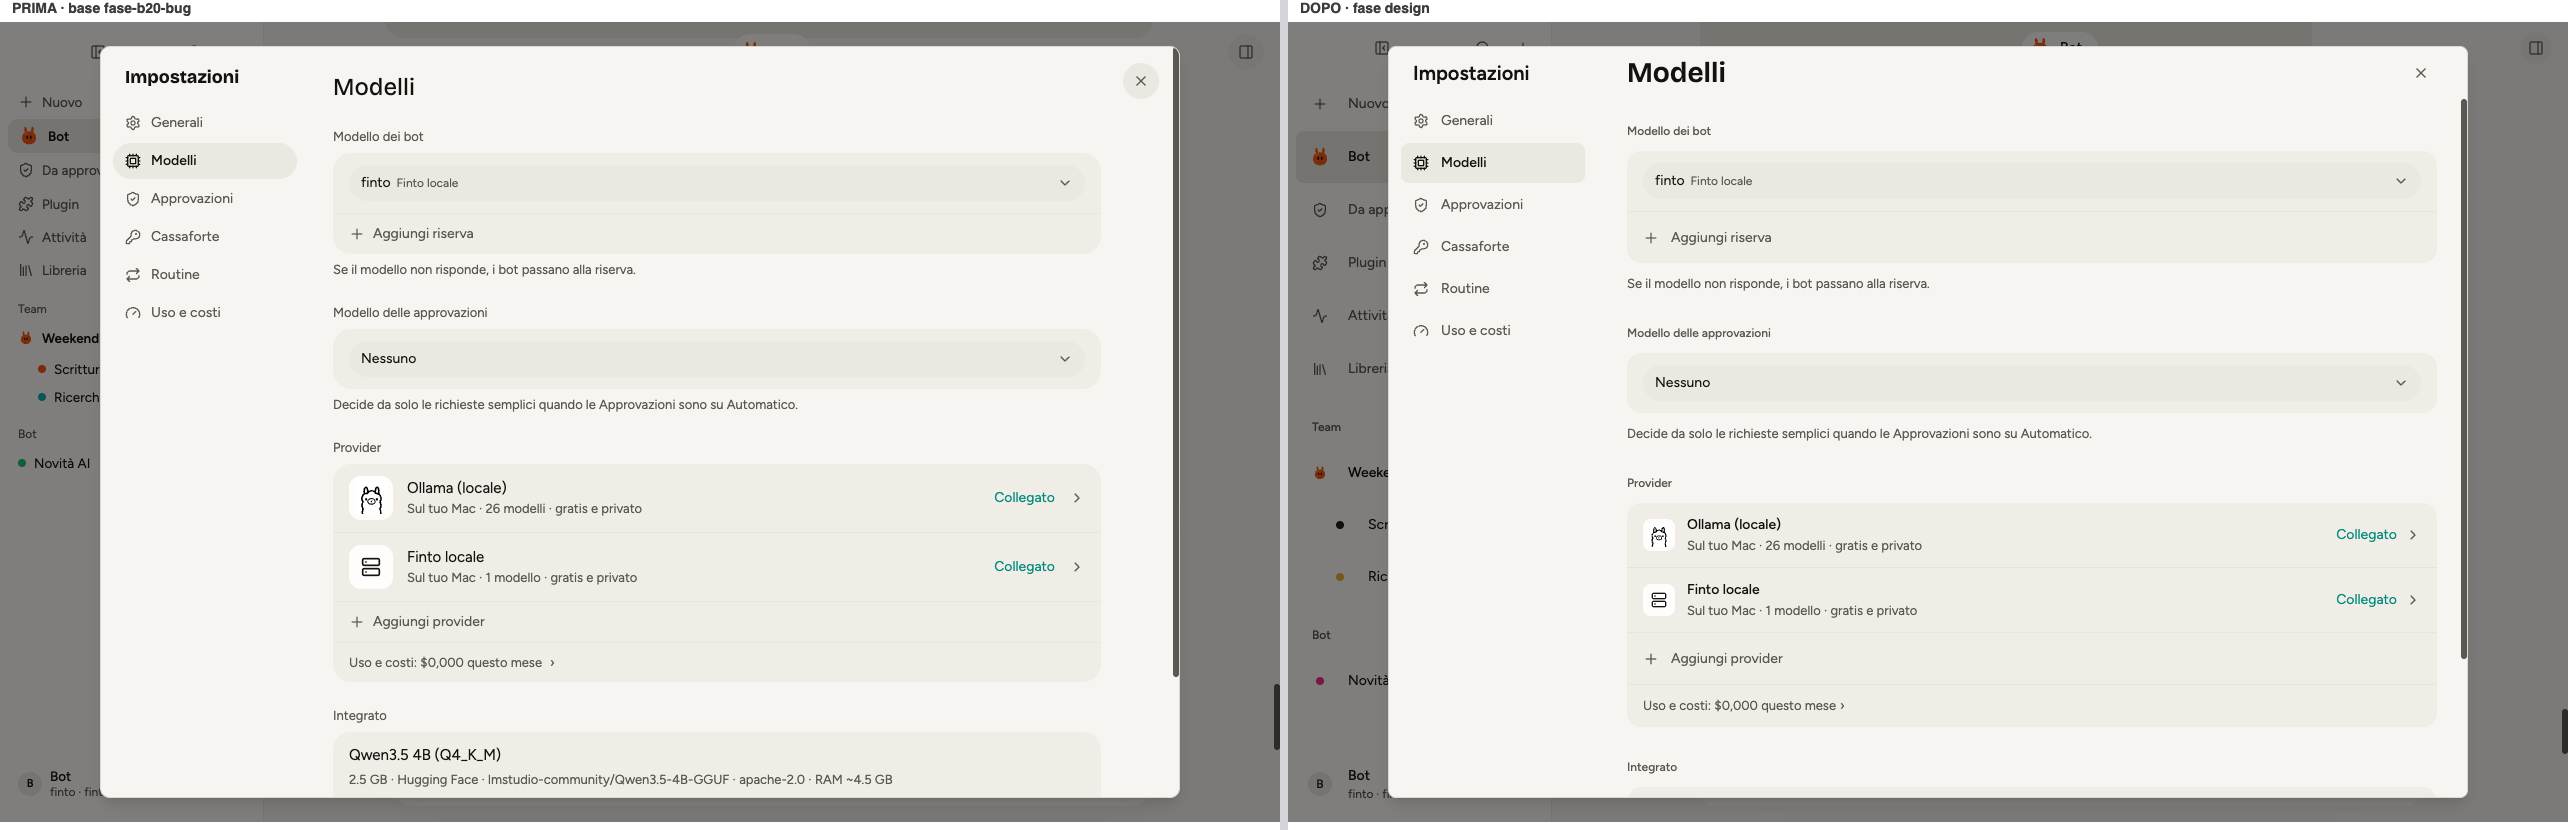 PRIMA · base fase-b20-bug
Impostazioni
Generali
Modelli
Approvazioni
Cassaforte
Routine
Uso e costi
Nuovo
Bot
Da approv
Plugin
Attività
Libreria
Team
Weekend
Scrittur
Ricerch
Bot
Novità AI
B
Bot
finto · fint
Modelli
Modello dei bot
finto Finto locale
Aggiungi riserva
Se il modello non risponde, i bot passano alla riserva.
Modello delle approvazioni
Nessuno
Decide da solo le richieste semplici quando le Approvazioni sono su Automatico.
Provider
Ollama (locale)
Sul tuo Mac · 26 modelli · gratis e privato
Collegato
Finto locale
Sul tuo Mac · 1 modello · gratis e privato
Collegato
Aggiungi provider
Uso e costi: $0,000 questo mese ›
Integrato
Qwen3.5 4B (Q4_K_M)
2.5 GB · Hugging Face · lmstudio-community/Qwen3.5-4B-GGUF · apache-2.0 · RAM ~4.5 GB
DOPO · fase design
Bot
Impostazioni
Generali
Modelli
Approvazioni
Cassaforte
Routine
Uso e costi
Nuovo
Bot
Da app
Plugin
Attivit
Libreri
Team
Weeke
Scr
Ric
Bot
Novità
B
Bot
finto · fi
Modelli
Modello dei bot
finto Finto locale
Aggiungi riserva
Se il modello non risponde, i bot passano alla riserva.
Modello delle approvazioni
Nessuno
Decide da solo le richieste semplici quando le Approvazioni sono su Automatico.
Provider
Ollama (locale)
Sul tuo Mac · 26 modelli · gratis e privato
Collegato
Finto locale
Sul tuo Mac · 1 modello · gratis e privato
Collegato
Aggiungi provider
Uso e costi: $0,000 questo mese ›
Integrato